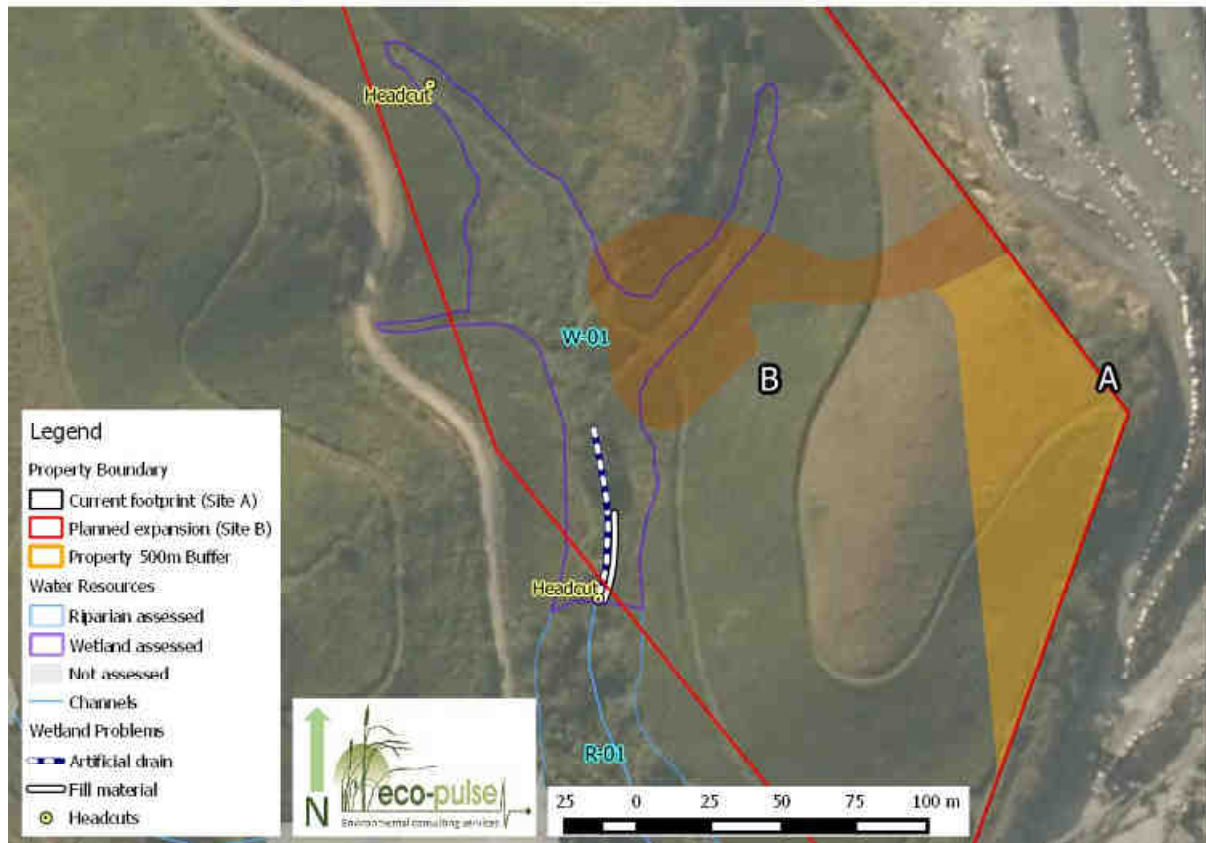 Headcut
W-01
B
A
Headcut
R-01
Legend
Property Boundary
Current footprint (Site A)
Planned expansion (Site B)
Property 500m Buffer
Water Resources
Riparian assessed
Wetland assessed
Not assessed
Channels
Wetland Problems
Artificial drain
Fill material
Headcuts
N
eco-pulse
Environmental consulting services
25 0 25 50 75 100 m